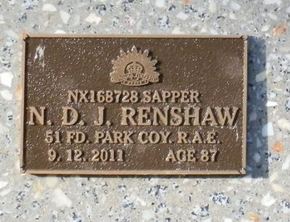 NX168728 SAPPER
N. D. J. RENSHAW
51 FD. PARK COY. R.A.E.
9. 12. 2011 AGE 87